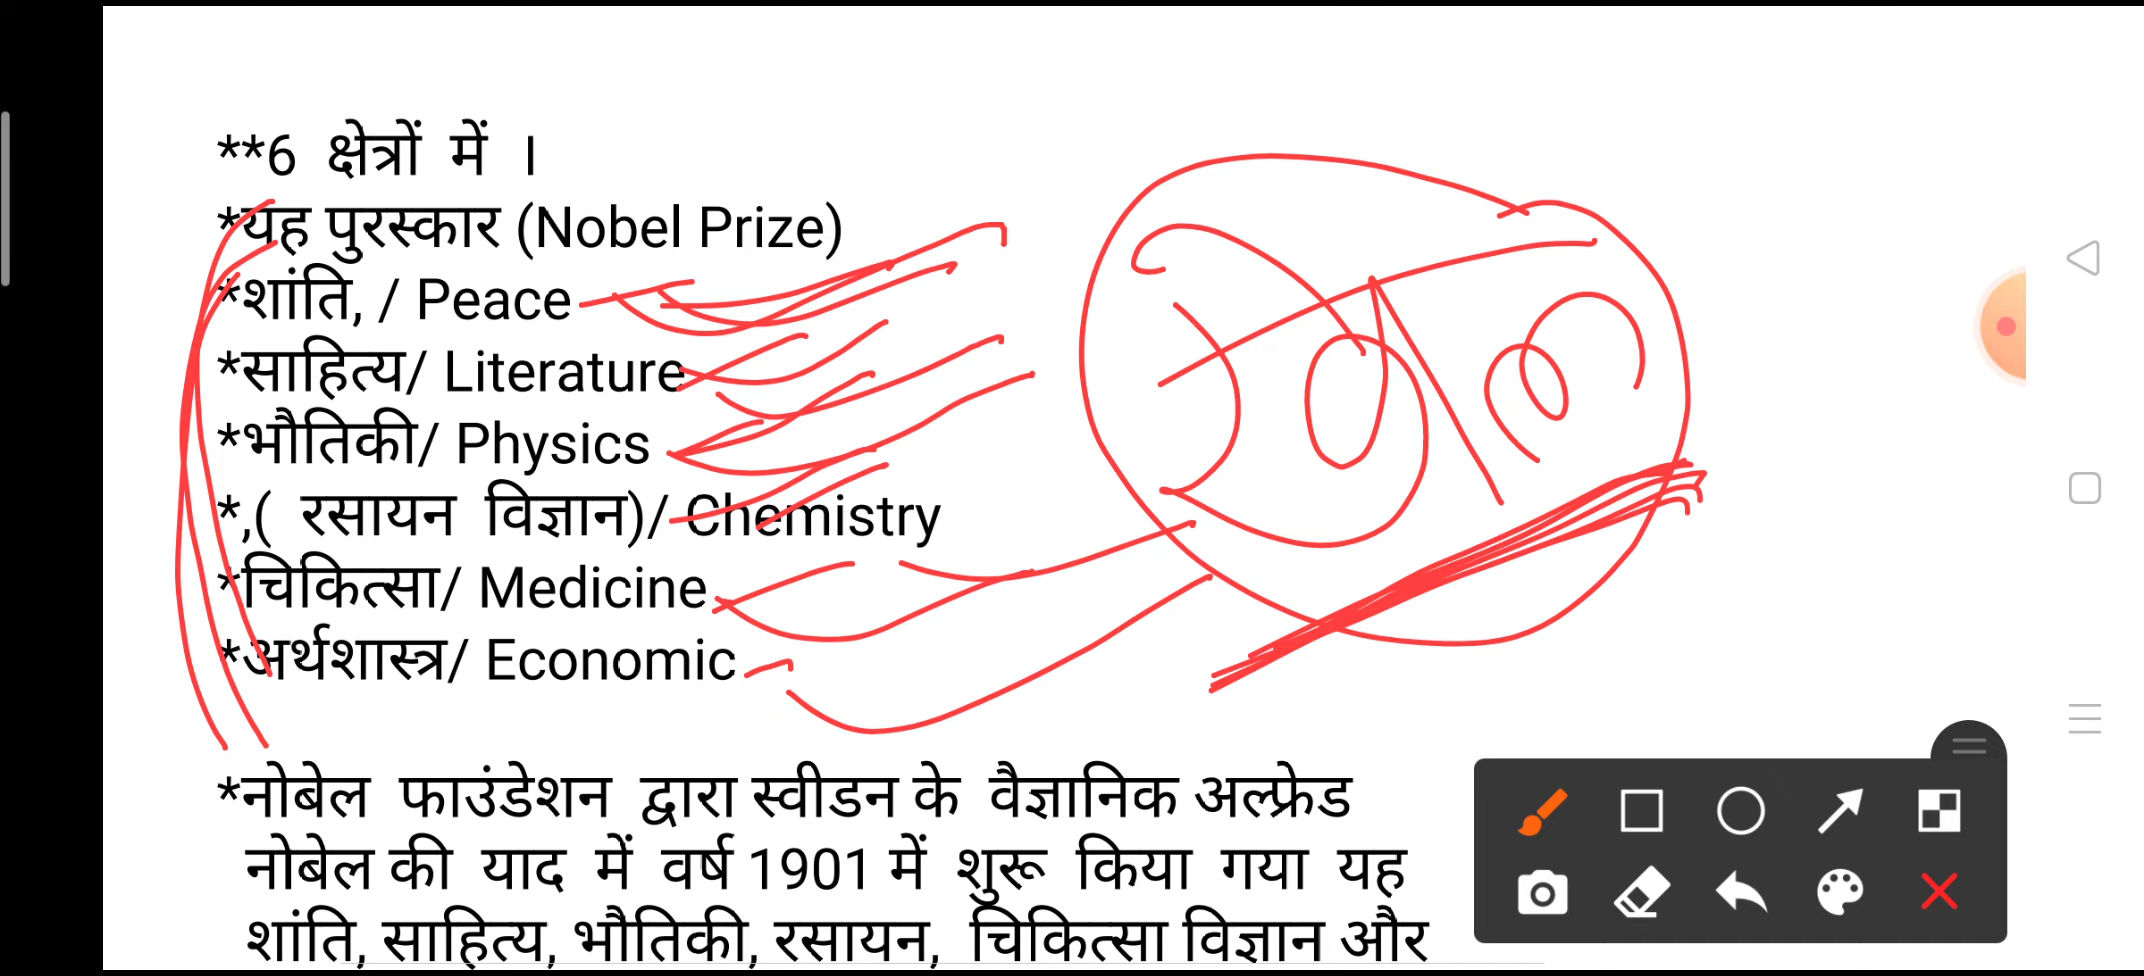 **6 क्षेत्रों में ।
*यह पुरस्कार (Nobel Prize)
*शांति, / Peace
*साहित्य/ Literature
*भौतिकी/ Physics
*,( रसायन विज्ञान)/ Chemistry
*चिकित्सा/ Medicine
*अर्थशास्त्र/ Economic
*नोबेल फाउंडेशन द्वारा स्वीडन के वैज्ञानिक अल्फ्रेड
नोबेल की याद में वर्ष 1901 में शुरू किया गया यह
शांति, साहित्य, भौतिकी, रसायन, चिकित्सा विज्ञान और